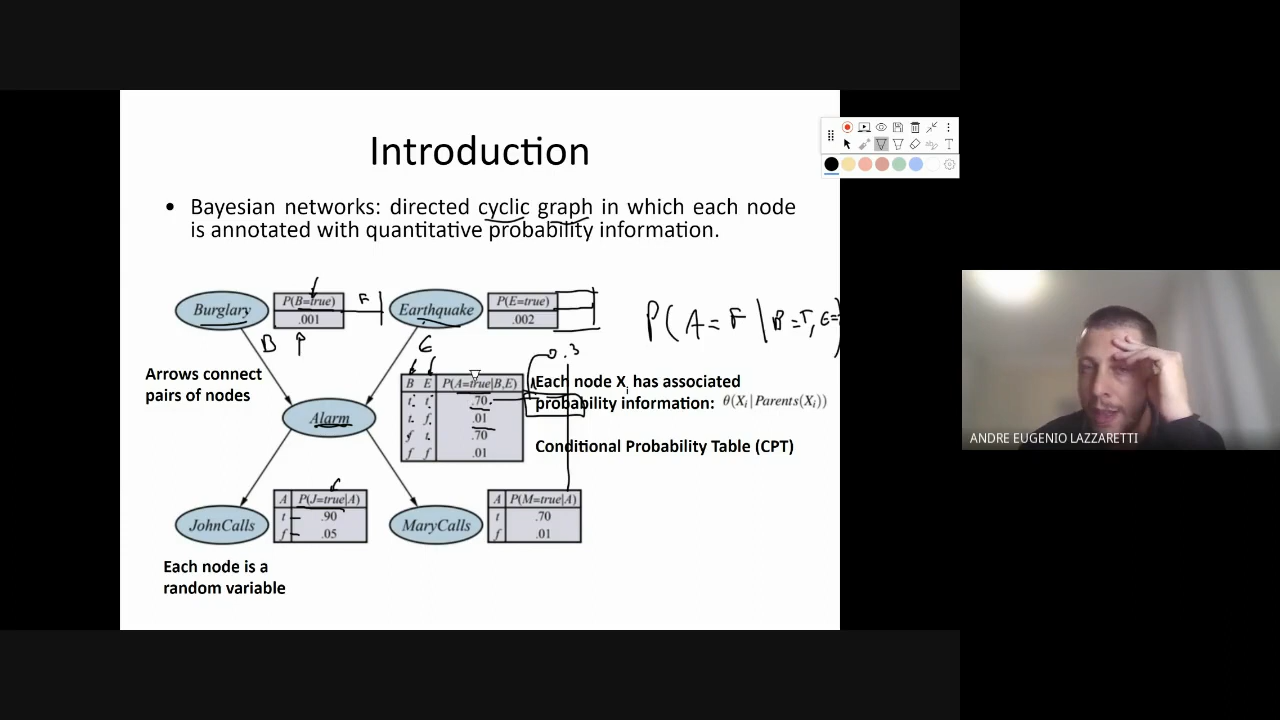 Introduction
• Bayesian networks: directed cyclic graph in which each node
is annotated with quantitative probability information.
Burglary
P(B=true)
.001
F
Earthquake
P(E=true)
.002
P(A=F|B=T, E=
B
E
0.3
Arrows connect
pairs of nodes
Alarm
B E P(A=true|B,E)
t t .70
t f .01
f t .70
f f .01
Each node Xi has associated
probability information: θ(Xi|Parents(Xi))
Conditional Probability Table (CPT)
JohnCalls
A P(J=true|A)
t .90
f .05
MaryCalls
A P(M=true|A)
t .70
f .01
Each node is a
random variable
ANDRE EUGENIO LAZZARETTI